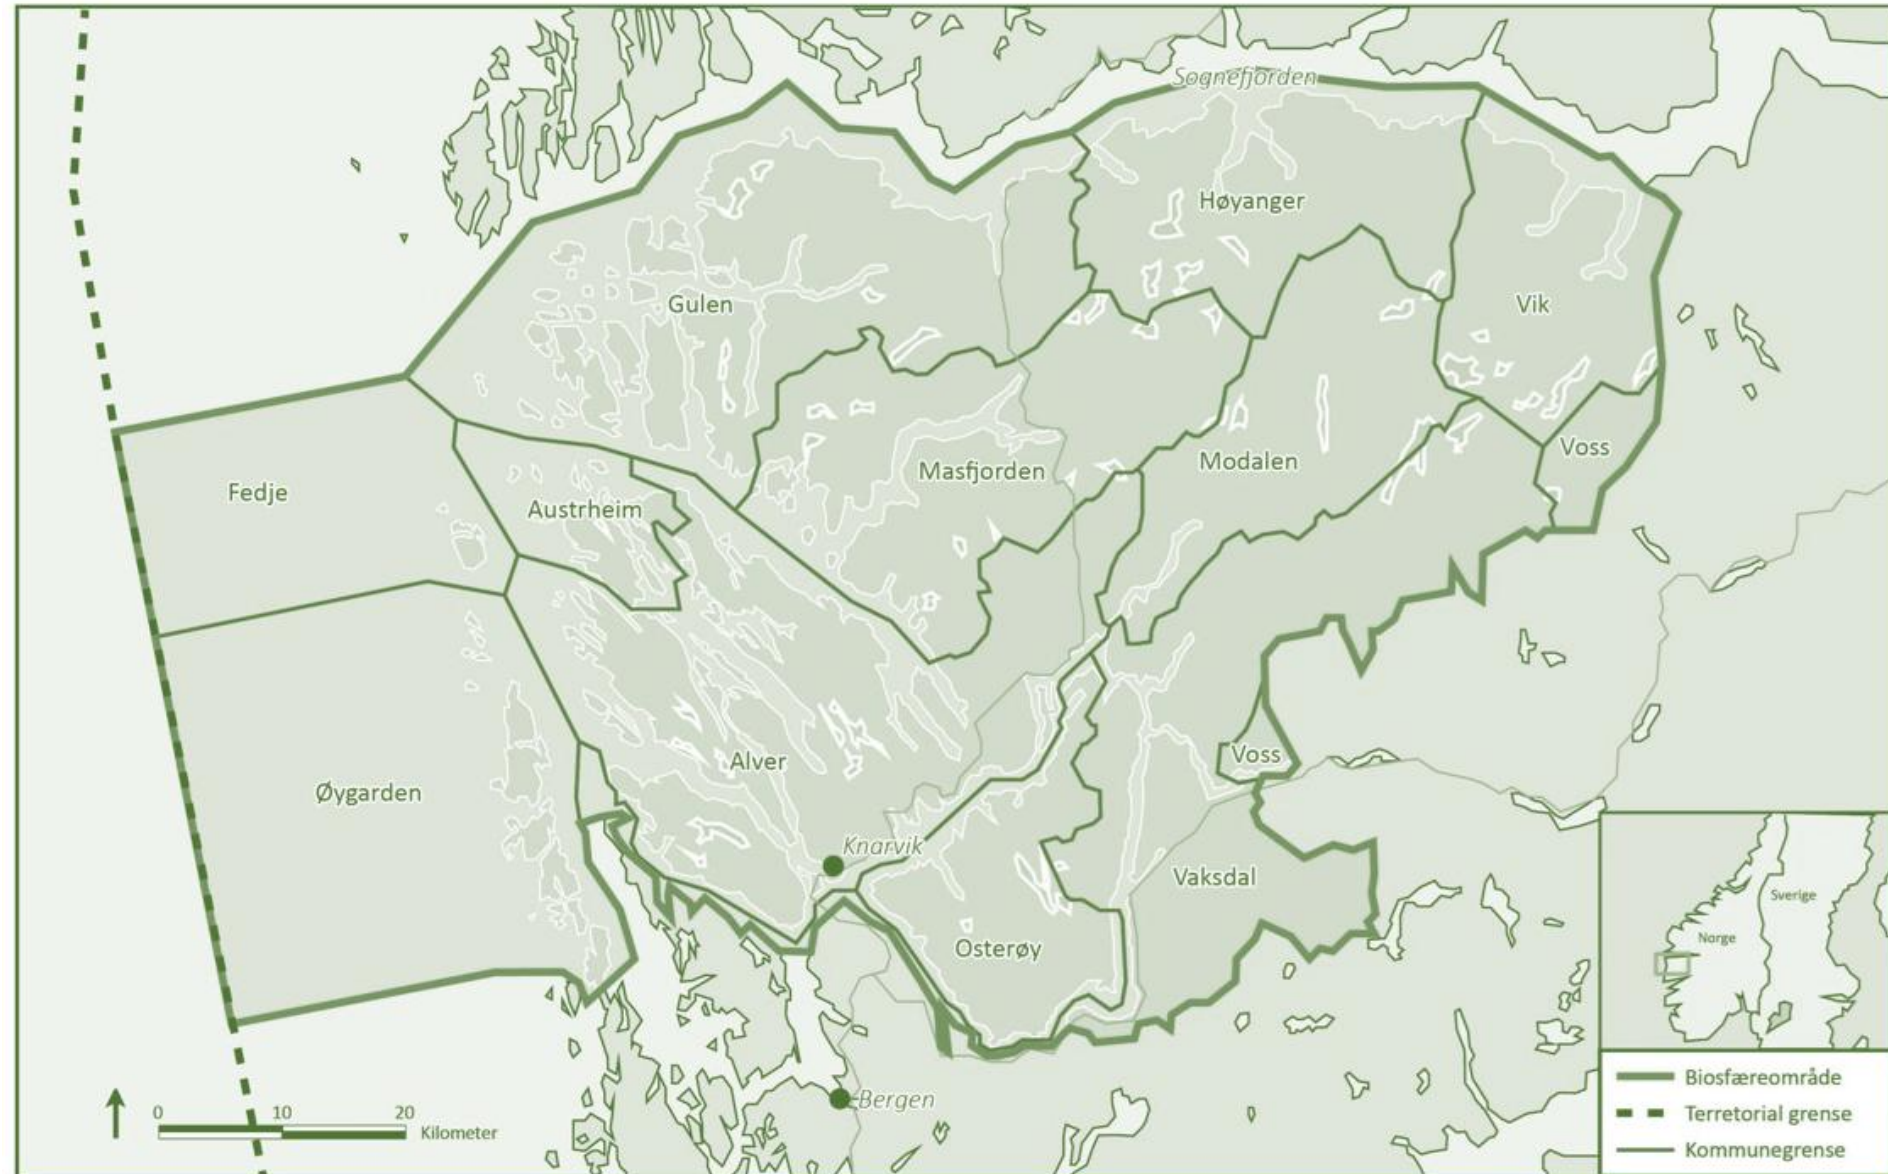 Sognefjorden
Høyanger
Gulen
Vik
Voss
Masfjorden
Modalen
Fedje
Austrheim
Alver
Voss
Øygarden
Knarvik
Vaksdal
Osterøy
Sverige
Norge
Bergen
0 10 20
Kilometer
Biosfæreområde
Terretorial grense
Kommunegrense